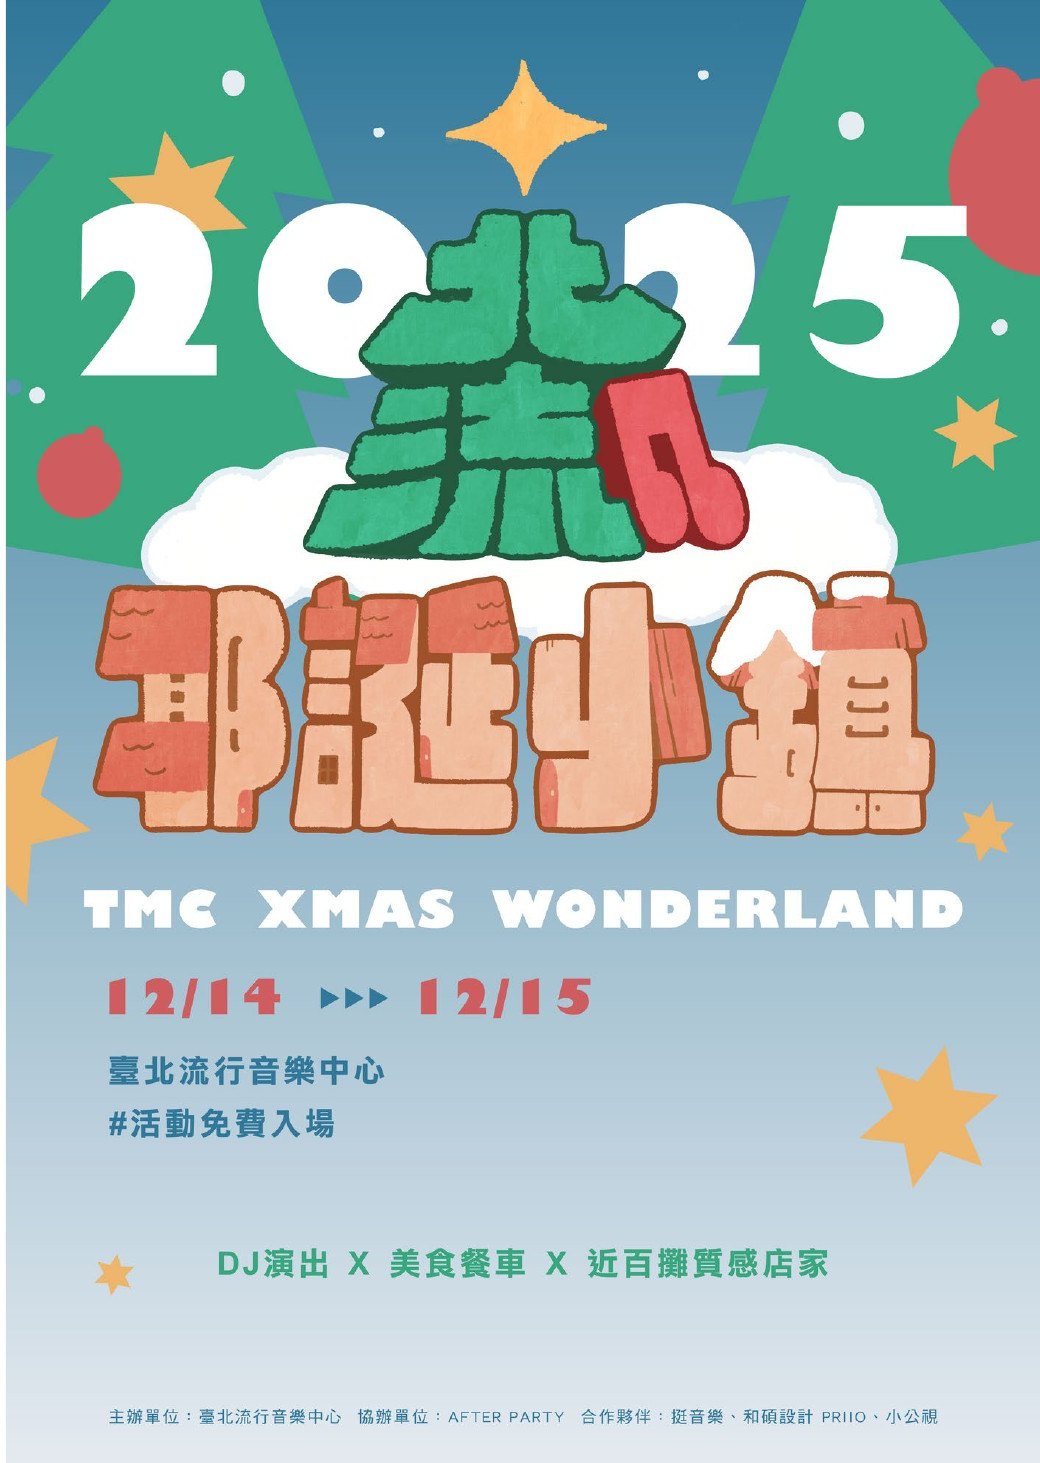 2025
北流
耶誕小鎮
TMC XMAS WONDERLAND
12/14 ▸▸▸ 12/15
臺北流行音樂中心
#活動免費入場
DJ演出 X 美食餐車 X 近百攤質感店家
主辦單位：臺北流行音樂中心 協辦單位：AFTER PARTY 合作夥伴：挺音樂、和碩設計 PRIIO、小公視